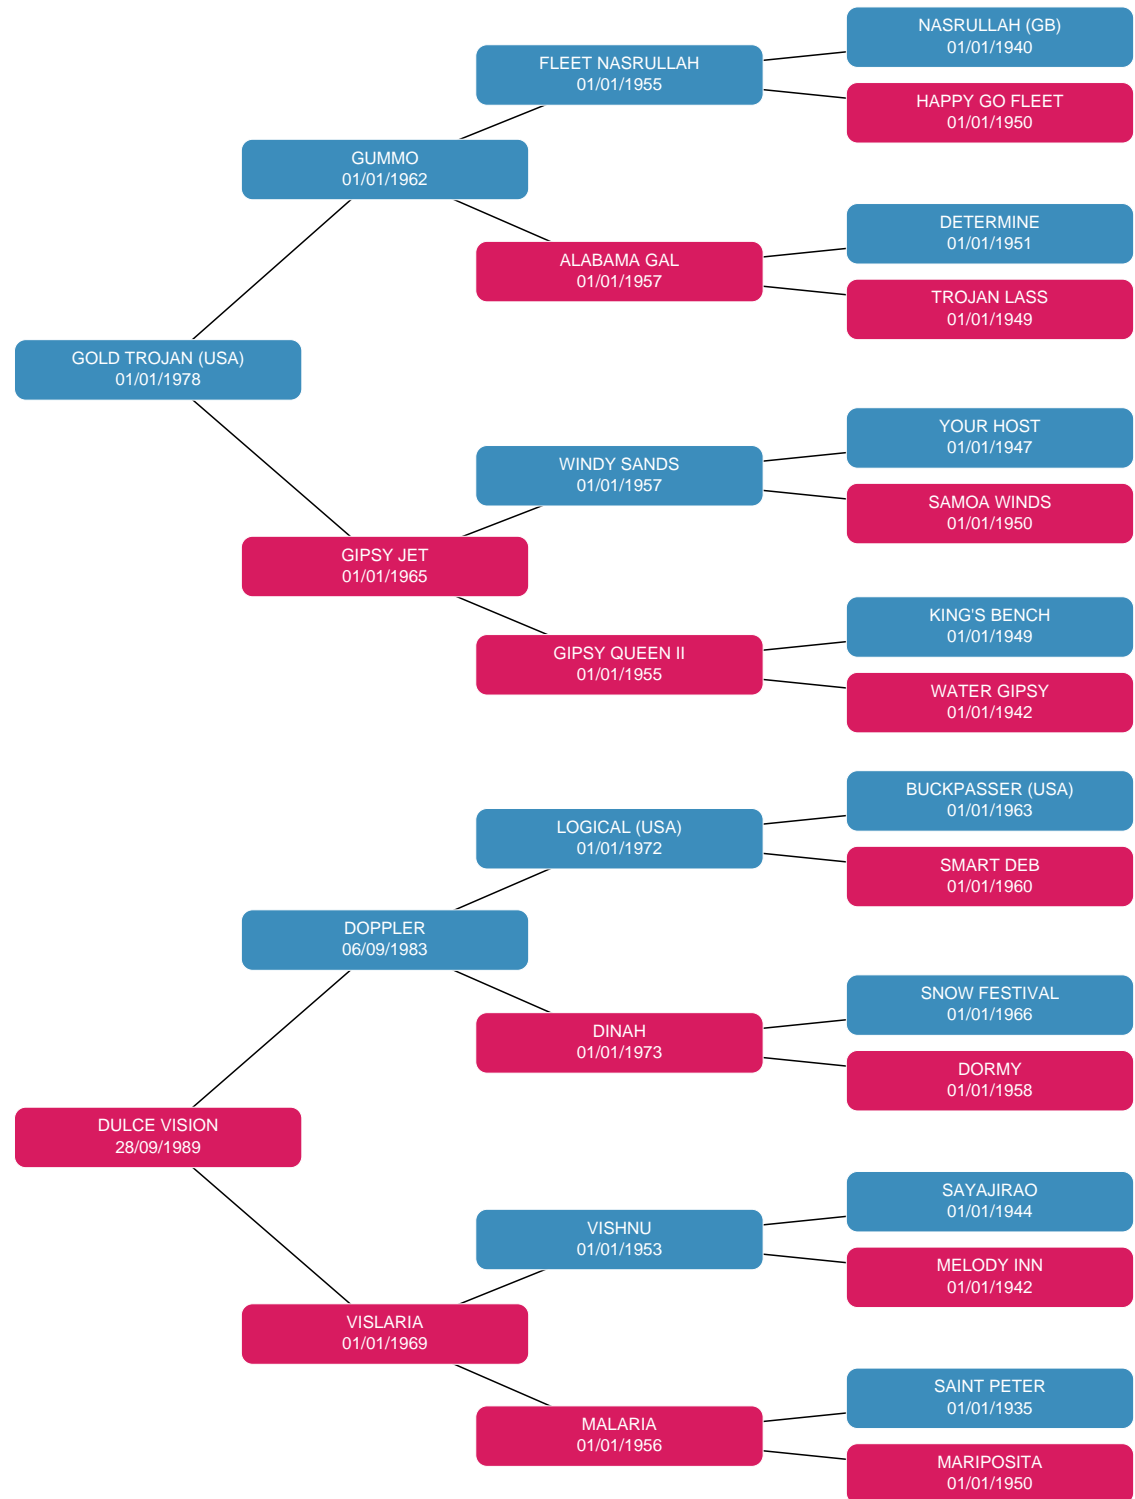 NASRULLAH (GB)
01/01/1940
FLEET NASRULLAH
01/01/1955
HAPPY GO FLEET
01/01/1950
GUMMO
01/01/1962
DETERMINE
01/01/1951
ALABAMA GAL
01/01/1957
TROJAN LASS
01/01/1949
GOLD TROJAN (USA)
01/01/1978
YOUR HOST
01/01/1947
WINDY SANDS
01/01/1957
SAMOA WINDS
01/01/1950
GIPSY JET
01/01/1965
KING'S BENCH
01/01/1949
GIPSY QUEEN II
01/01/1955
WATER GIPSY
01/01/1942
BUCKPASSER (USA)
01/01/1963
LOGICAL (USA)
01/01/1972
SMART DEB
01/01/1960
DOPPLER
06/09/1983
SNOW FESTIVAL
01/01/1966
DINAH
01/01/1973
DORMY
01/01/1958
DULCE VISION
28/09/1989
SAYAJIRAO
01/01/1944
VISHNU
01/01/1953
MELODY INN
01/01/1942
VISLARIA
01/01/1969
SAINT PETER
01/01/1935
MALARIA
01/01/1956
MARIPOSITA
01/01/1950